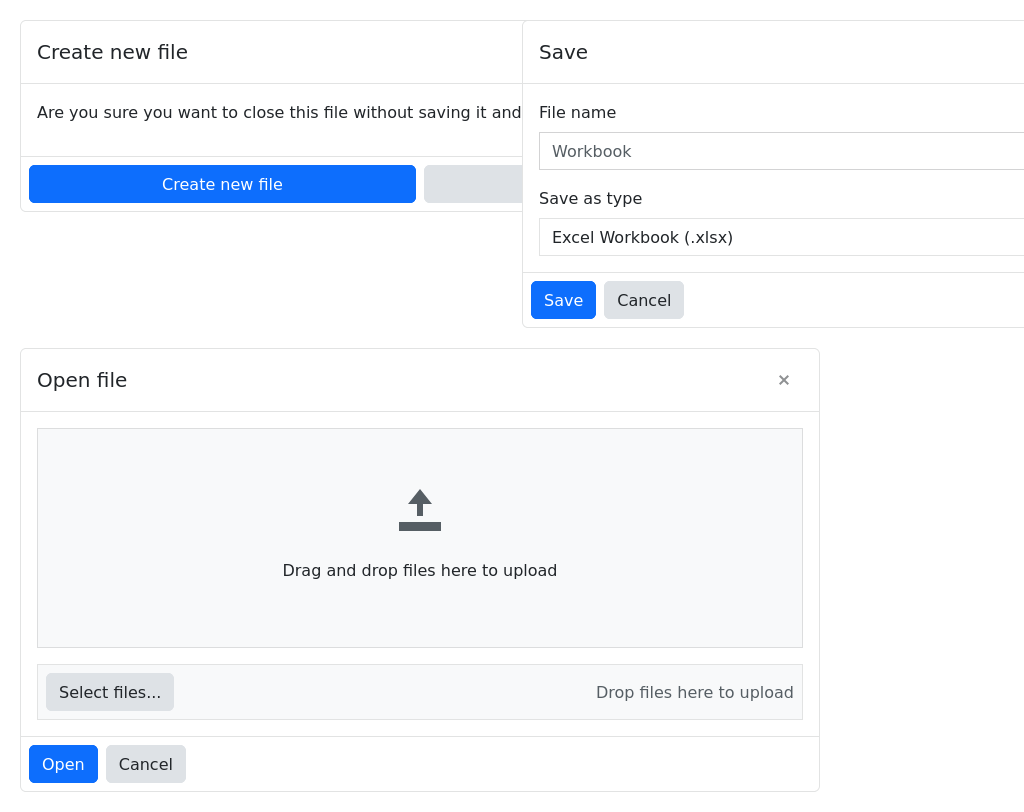 Create new file
Are you sure you want to close this file without saving it and
Create new file
Save
File name
Workbook
Save as type
Excel Workbook (.xlsx)
Save
Cancel
Open file
×
Drag and drop files here to upload
Select files...
Drop files here to upload
Open
Cancel